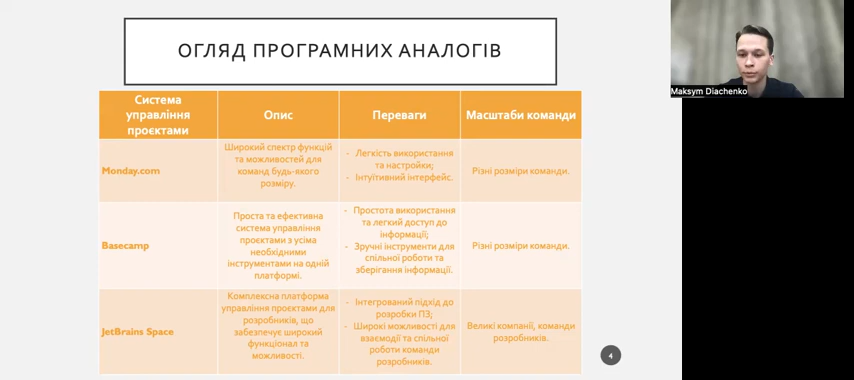 ОГЛЯД ПРОГРАМНИХ АНАЛОГІВ
Maksym Diachenko
Система
управління
проєктами
Опис
Переваги
Масштаби команди
Monday.com
Широкий спектр функцій
та можливостей для
команд будь-якого
розміру.
- Легкість використання
та настройки;
- Інтуїтивний інтерфейс.
Різні розміри команди.
Basecamp
Проста та ефективна
система управління
проєктами з усіма
необхідними
інструментами на одній
платформі.
- Простота використання
та легкий доступ до
інформації;
- Зручні інструменти для
спільної роботи та
зберігання інформації.
Різні розміри команди.
JetBrains Space
Комплексна платформа
управління проєктами для
розробників, що
забезпечує широкий
функціонал та
можливості.
- Інтегрований підхід до
розробки ПЗ;
- Широкі можливості для
взаємодії та спільної
роботи команди
розробників.
Великі компанії, команди
розробників.
4